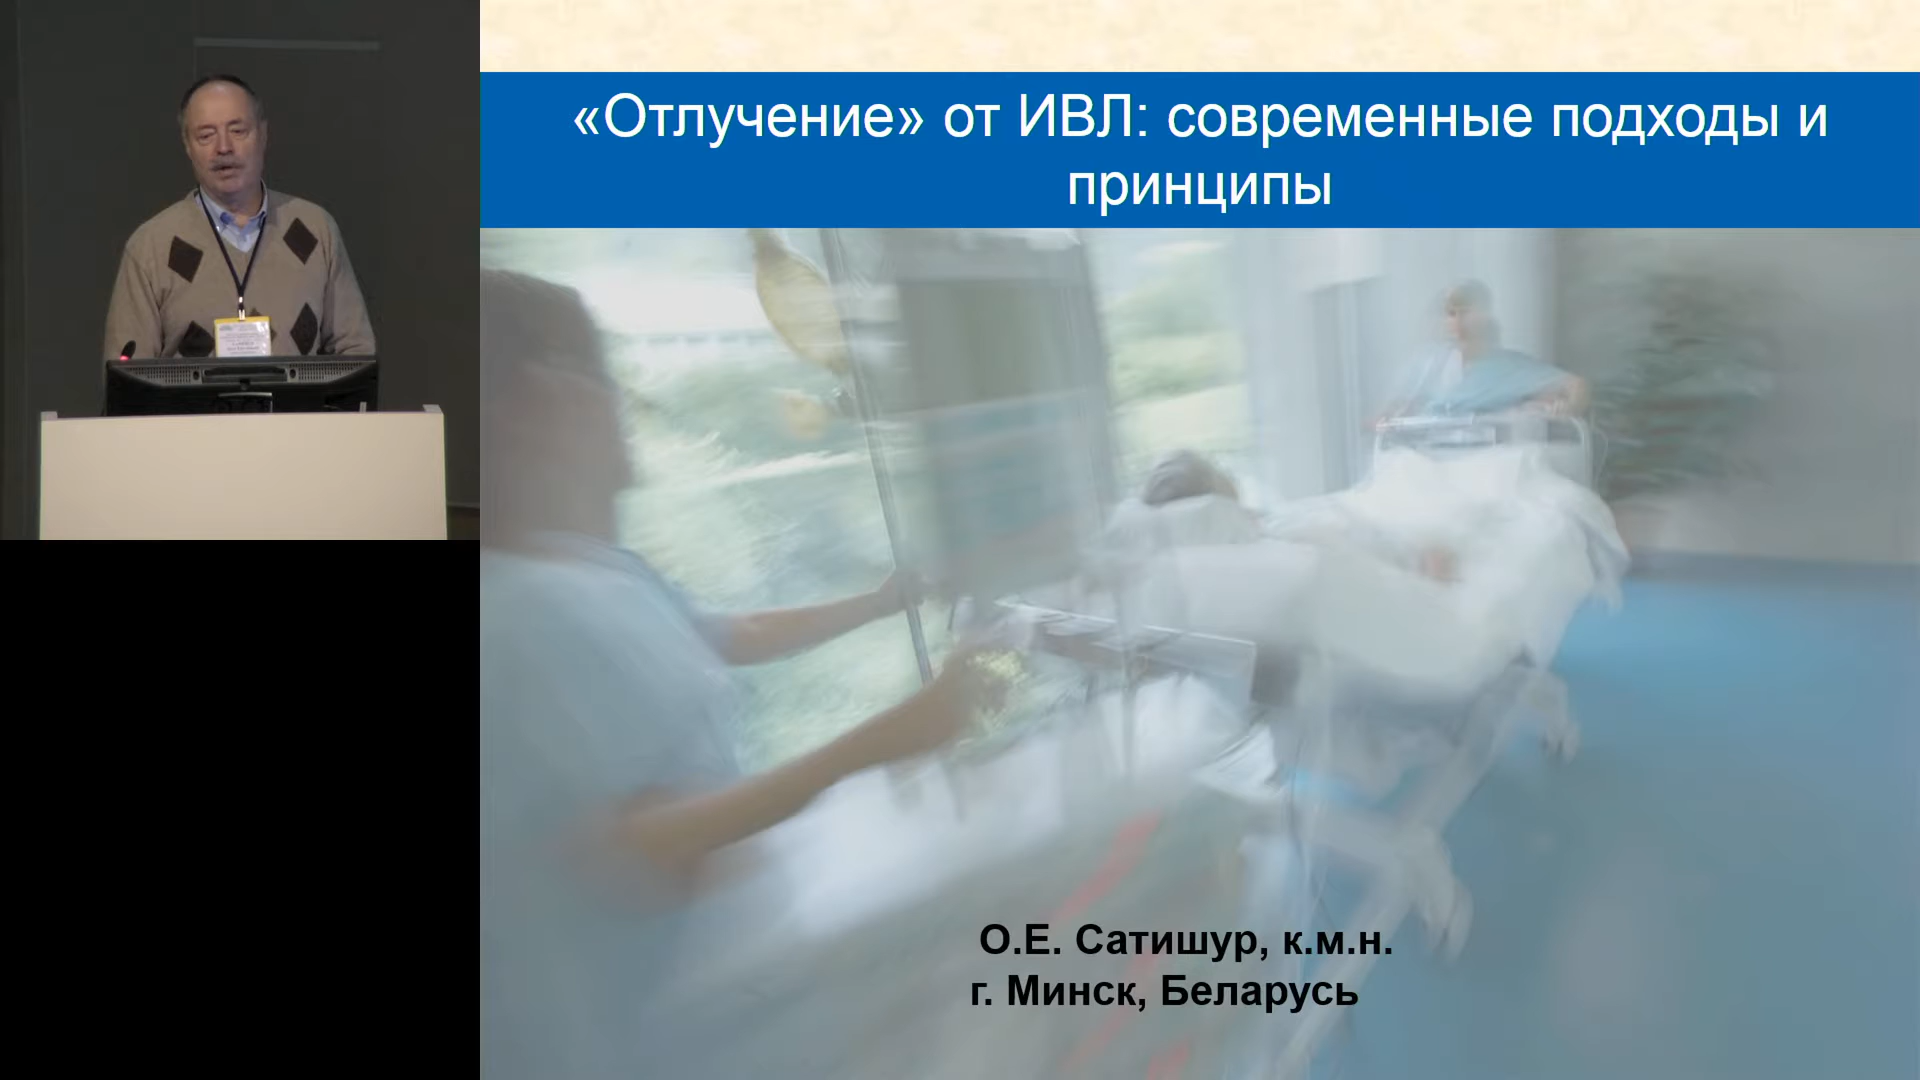 «Отлучение» от ИВЛ: современные подходы и
принципы
О.Е. Сатишур, к.м.н.
г. Минск, Беларусь